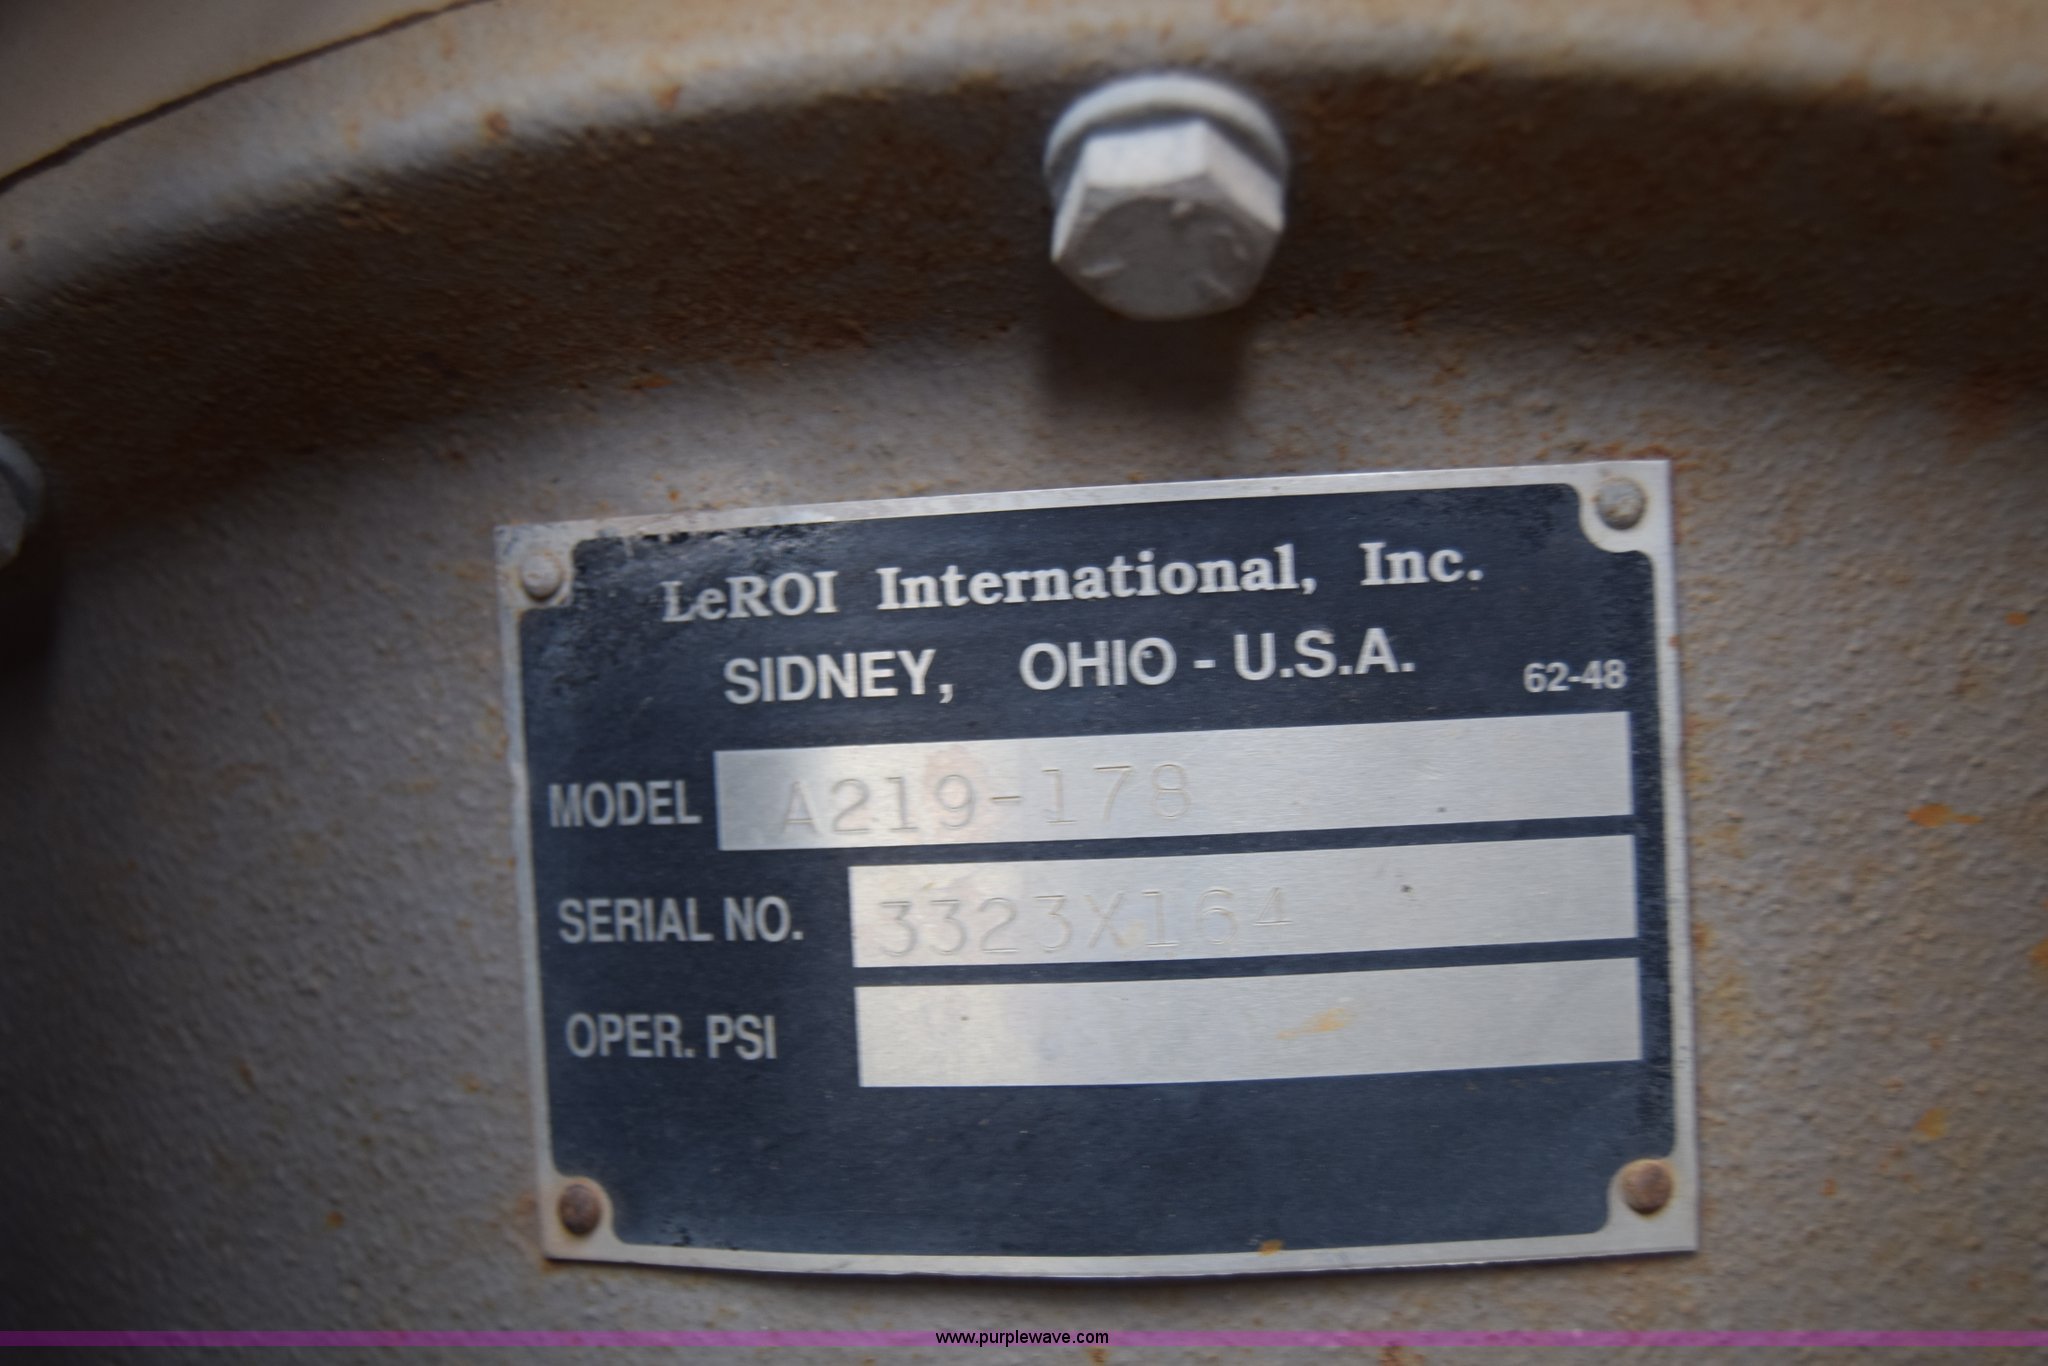 LeROI International, Inc.
SIDNEY, OHIO - U.S.A. 62-48
MODEL A219-178
SERIAL NO. 3323X164
OPER. PSI
www.purplewave.com